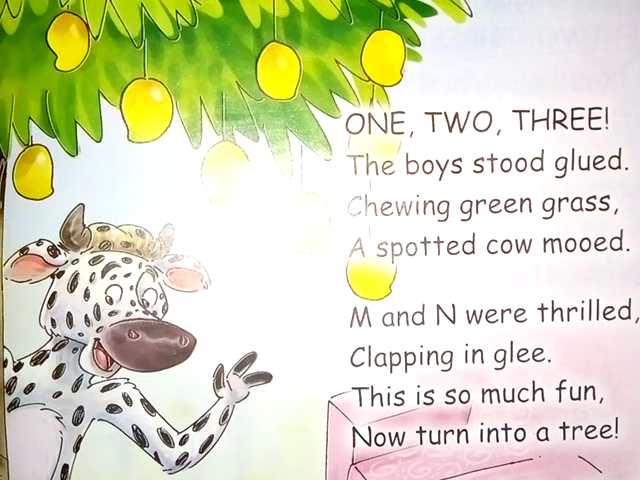 ONE, TWO, THREE!
The boys stood glued.
Chewing green grass,
A spotted cow mooed.
M and N were thrilled,
Clapping in glee.
This is so much fun,
Now turn into a tree!